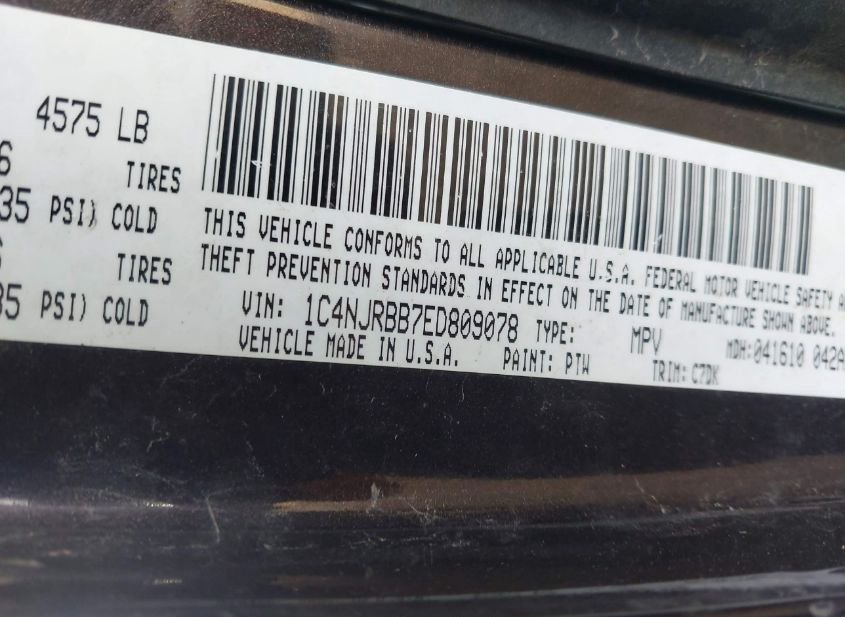 4575 LB
6 TIRES
35 PSI) COLD
TIRES
35 PSI) COLD
THIS VEHICLE CONFORMS TO ALL APPLICABLE U.S.A. FEDERAL MOTOR VEHICLE SAFETY
THEFT PREVENTION STANDARDS IN EFFECT ON THE DATE OF MANUFACTURE SHOWN ABOVE.
VIN: 1C4NJRBB7ED809078 TYPE: MPV MDH:041610 042A
VEHICLE MADE IN U.S.A. PAINT: PTW TRIM: C7DK